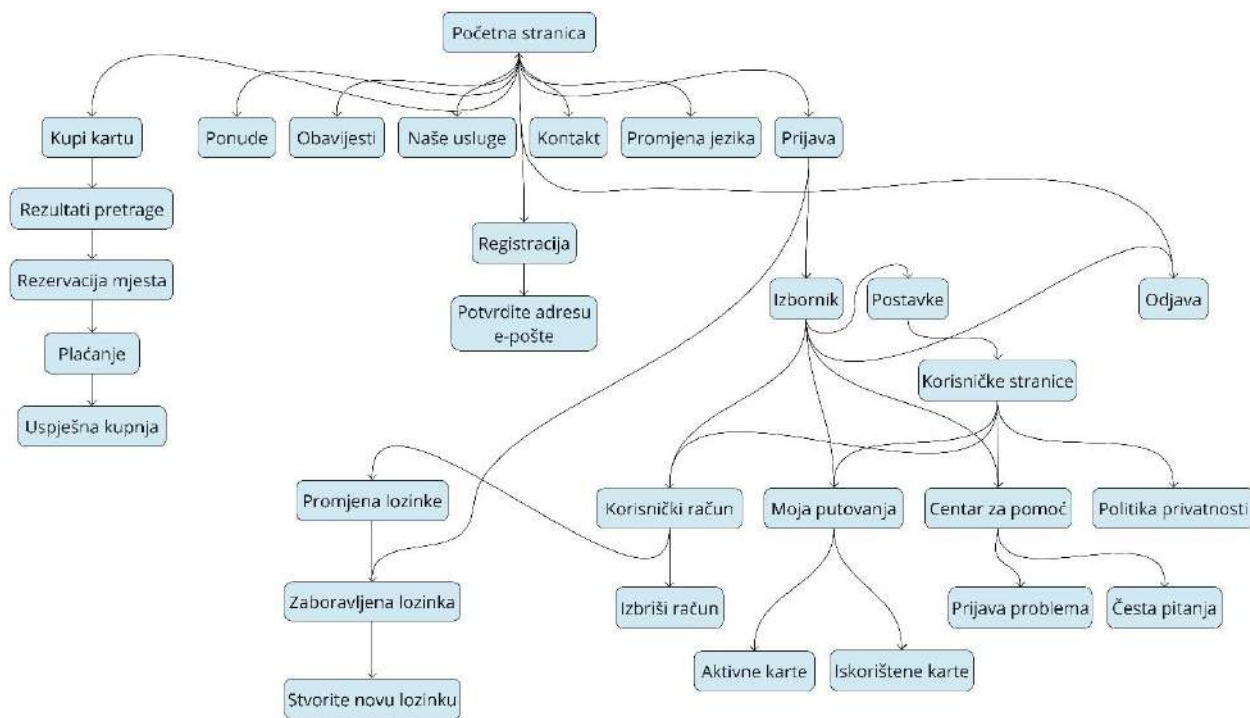 Početna stranica
Kupi kartu
Ponude
Obavijesti
Naše usluge
Kontakt
Promjena jezika
Prijava
Rezultati pretrage
Registracija
Rezervacija mjesta
Izbornik
Postavke
Odjava
Potvrdite adresu
e-pošte
Plaćanje
Korisničke stranice
Uspješna kupnja
Promjena lozinke
Korisnički račun
Moja putovanja
Centar za pomoć
Politika privatnosti
Zaboravljena lozinka
Izbriši račun
Prijava problema
Česta pitanja
Aktivne karte
Iskorištene karte
Stvorite novu lozinku